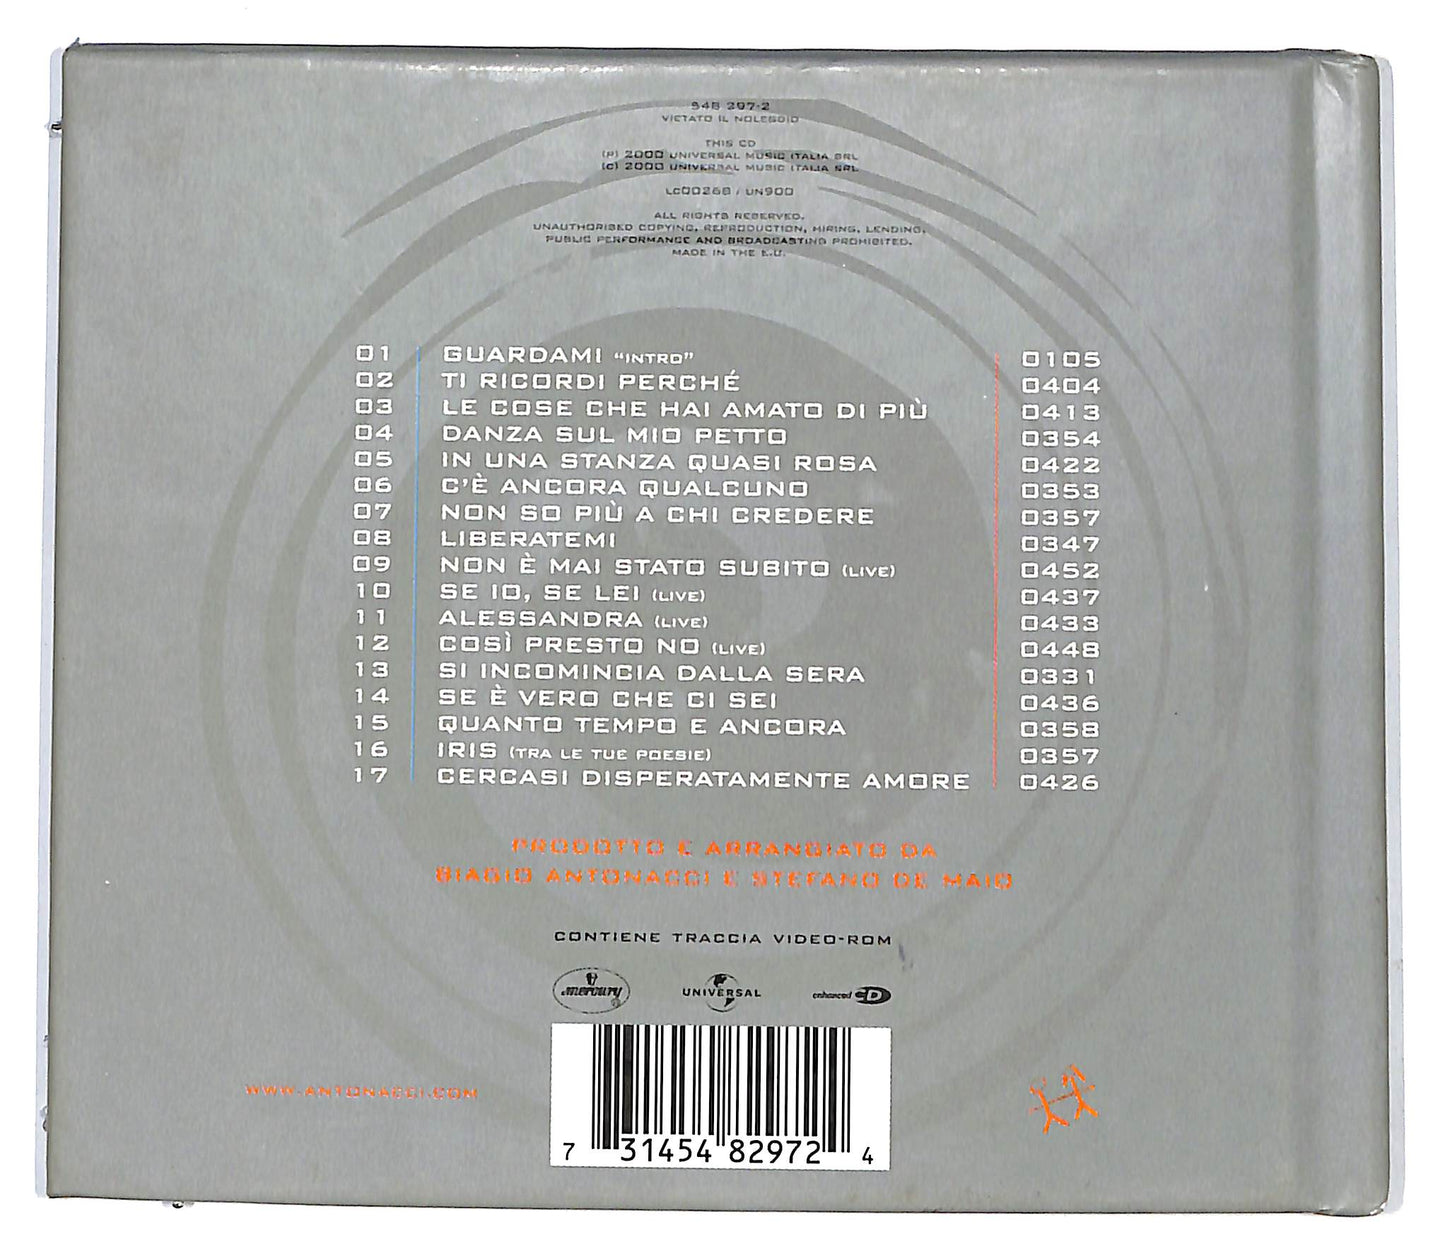 548 297-2
VIETATO IL NOLEGGIO
THIS CD
(P) 2000 UNIVERSAL MUSIC ITALIA SRL
(C) 2000 UNIVERSAL MUSIC ITALIA SRL
LC00268 / UN900
ALL RIGHTS RESERVED.
UNAUTHORISED COPYING, REPRODUCTION, HIRING, LENDING,
PUBLIC PERFORMANCE AND BROADCASTING PROHIBITED.
MADE IN THE E.U.
01 GUARDAMI “INTRO” 0105
02 TI RICORDI PERCHÉ 0404
03 LE COSE CHE HAI AMATO DI PIÙ 0413
04 DANZA SUL MIO PETTO 0354
05 IN UNA STANZA QUASI ROSA 0422
06 C'È ANCORA QUALCUNO 0353
07 NON SO PIÙ A CHI CREDERE 0357
08 LIBERATEMI 0347
09 NON È MAI STATO SUBITO (LIVE) 0452
10 SE IO, SE LEI (LIVE) 0437
11 ALESSANDRA (LIVE) 0433
12 COSÌ PRESTO NO (LIVE) 0448
13 SI INCOMINCIA DALLA SERA 0331
14 SE È VERO CHE CI SEI 0436
15 QUANTO TEMPO E ANCORA 0358
16 IRIS (TRA LE TUE POESIE) 0357
17 CERCASI DISPERATAMENTE AMORE 0426
PRODOTTO E ARRANGIATO DA
BIAGIO ANTONACCI E STEFANO DE MAIO
CONTIENE TRACCIA VIDEO-ROM
mercury UNIVERSAL enhanced CD
WWW.ANTONACCI.COM
7 31454 82972 4